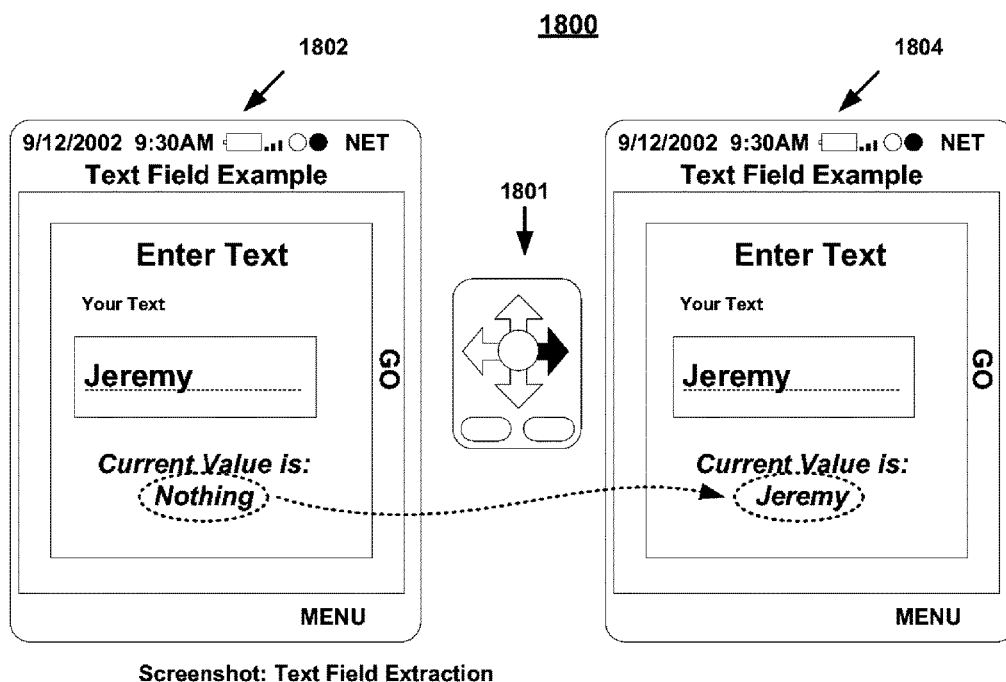 1800
1802
9/12/2002 9:30AM NET
Text Field Example
Enter Text
Your Text
Jeremy
GO
Current Value is:
Nothing
MENU
1801
1804
9/12/2002 9:30AM NET
Text Field Example
Enter Text
Your Text
Jeremy
GO
Current Value is:
Jeremy
MENU
Screenshot: Text Field Extraction